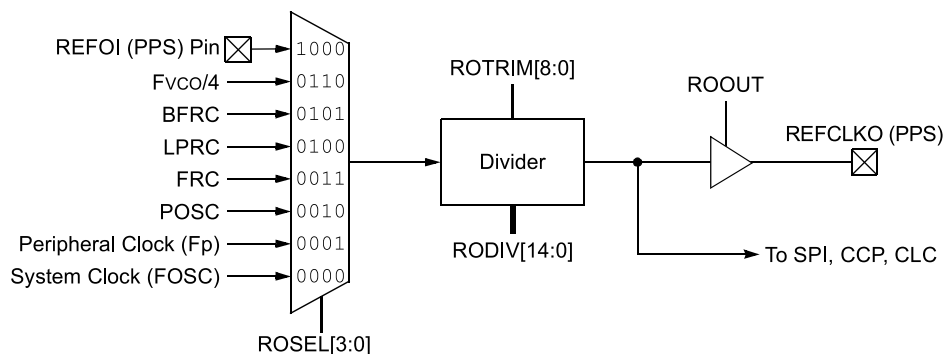 REFOI (PPS) Pin
1000
FVCO/4
0110
BFRC
0101
LPRC
0100
FRC
0011
POSC
0010
Peripheral Clock (Fp)
0001
System Clock (FOSC)
0000
ROSEL[3:0]
ROTRIM[8:0]
Divider
RODIV[14:0]
ROOUT
REFCLKO (PPS)
To SPI, CCP, CLC